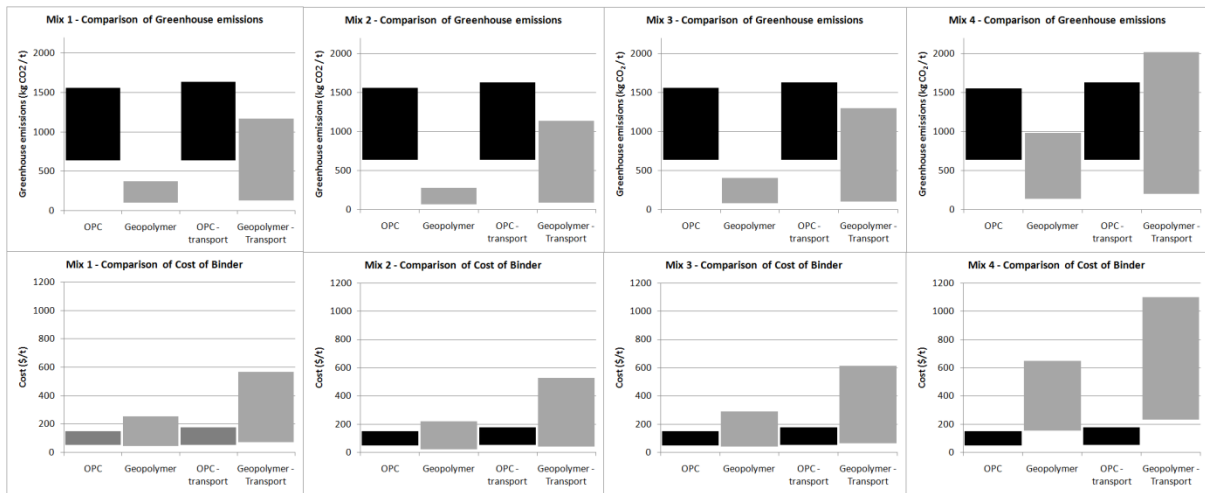 Mix 1 - Comparison of Greenhouse emissions
Greenhouse emissions (kg CO2 / t)
2000
1500
1000
500
0
OPC
Geopolymer
OPC -
transport
Geopolymer -
Transport
Mix 2 - Comparison of Greenhouse emissions
Greenhouse emissions (kg CO2 / t)
2000
1500
1000
500
0
OPC
Geopolymer
OPC -
transport
Geopolymer -
Transport
Mix 3 - Comparison of Greenhouse emissions
Greenhouse emissions (kg CO₂ / t)
2000
1500
1000
500
0
OPC
Geopolymer
OPC -
transport
Geopolymer -
Transport
Mix 4 - Comparison of Greenhouse emissions
Greenhouse emissions (kg CO₂ / t)
2000
1500
1000
500
0
OPC
Geopolymer
OPC -
transport
Geopolymer -
Transport
Mix 1 - Comparison of Cost of Binder
Cost ($/t)
1200
1000
800
600
400
200
0
OPC
Geopolymer
OPC -
transport
Geopolymer -
Transport
Mix 2 - Comparison of Cost of Binder
Cost ($/t)
1200
1000
800
600
400
200
0
OPC
Geopolymer
OPC -
transport
Geopolymer -
Transport
Mix 3 - Comparison of Cost of Binder
Cost ($/t)
1200
1000
800
600
400
200
0
OPC
Geopolymer
OPC -
transport
Geopolymer -
Transport
Mix 4 - Comparison of Cost of Binder
Cost ($/t)
1200
1000
800
600
400
200
0
OPC
Geopolymer
OPC -
transport
Geopolymer -
Transport